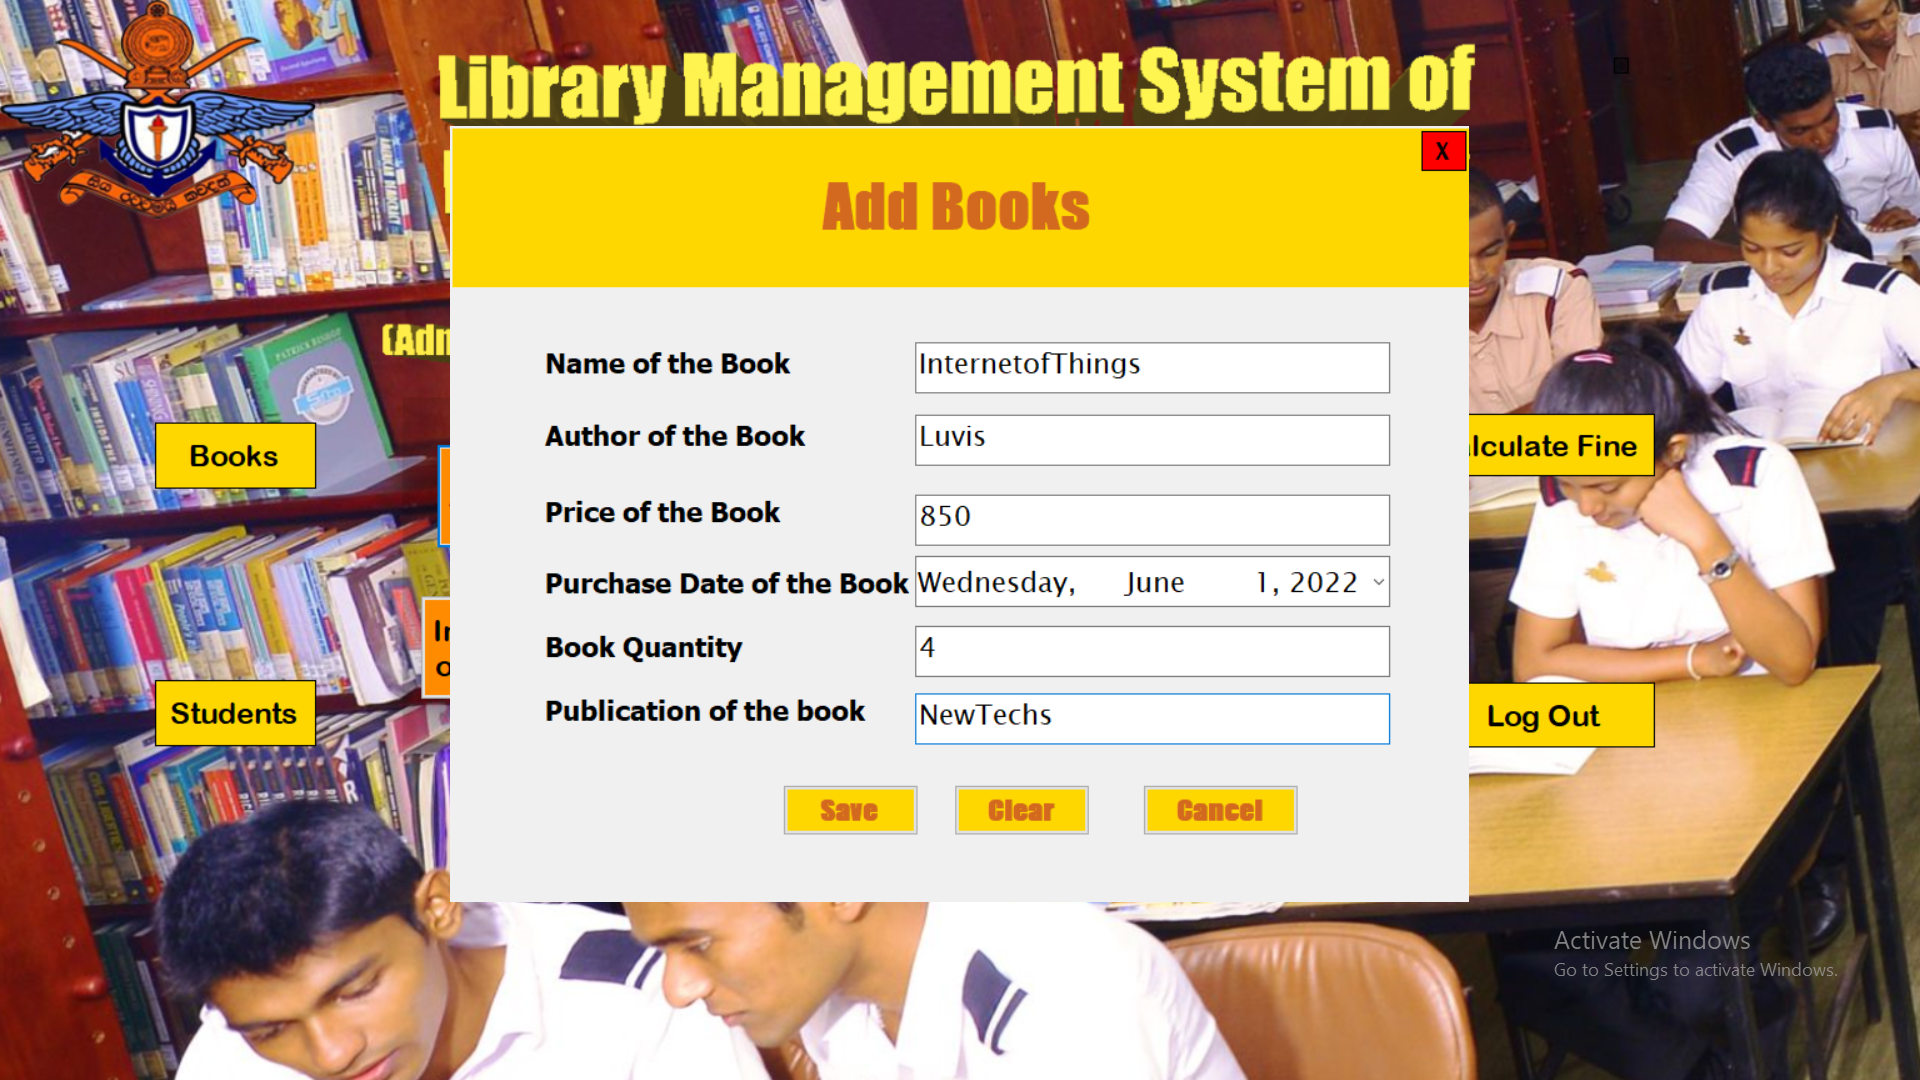 Library Management System of
X
Add Books
(Adn
Name of the Book InternetofThings
Author of the Book Luvis
Books
lculate Fine
Price of the Book 850
Purchase Date of the Book Wednesday, June 1, 2022
Book Quantity 4
Publication of the book NewTechs
Students
Log Out
Save Clear Cancel
Activate Windows
Go to Settings to activate Windows.